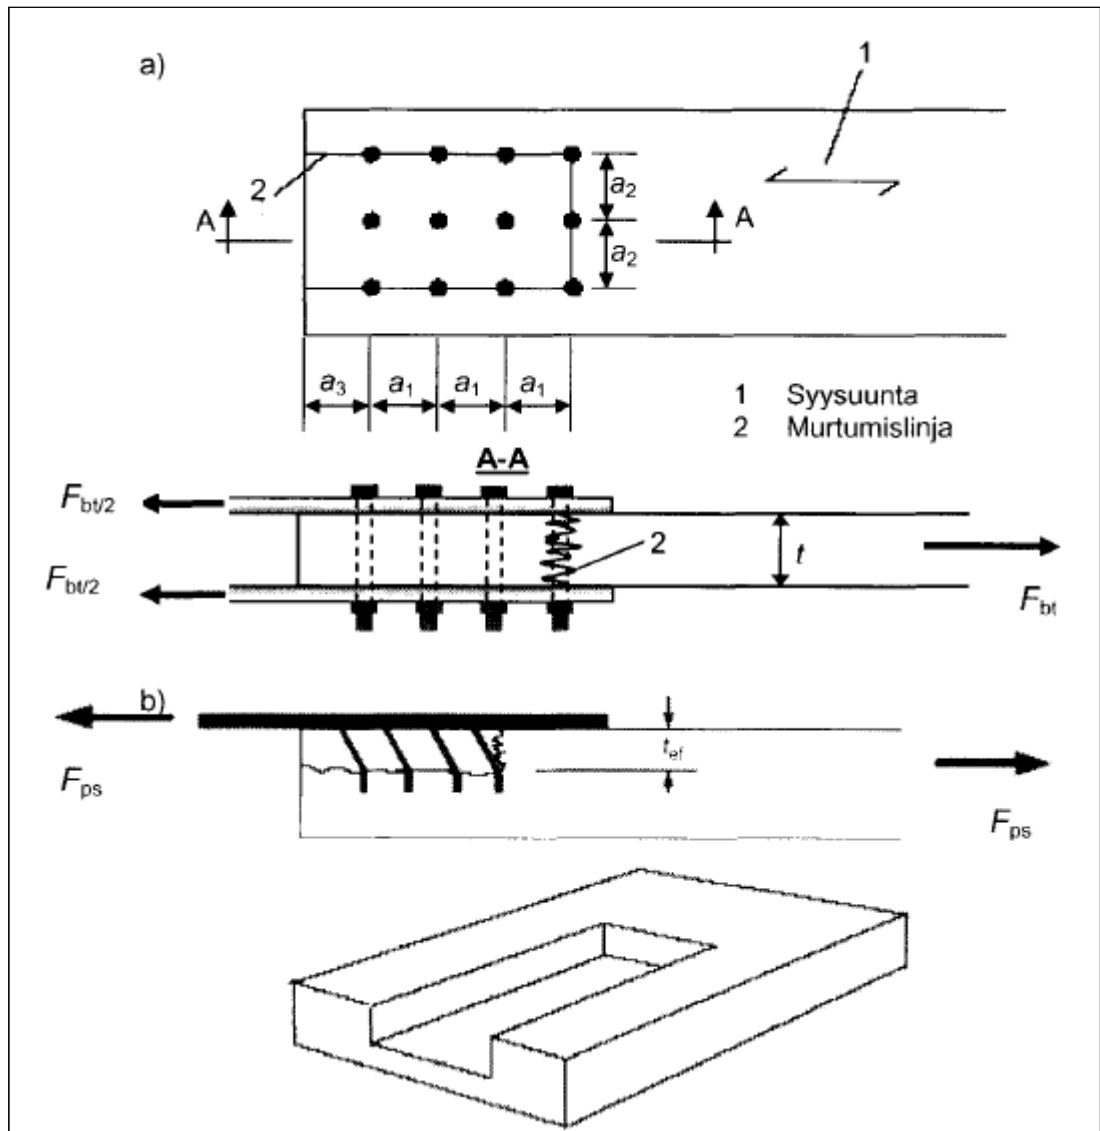 a)
1
2
a2
A
A
a2
a3 a1 a1 a1
1 Syysuunta
2 Murtumislinja
A-A
Fbt/2
2
t
Fbt/2
Fbt
b)
tef
Fps
Fps